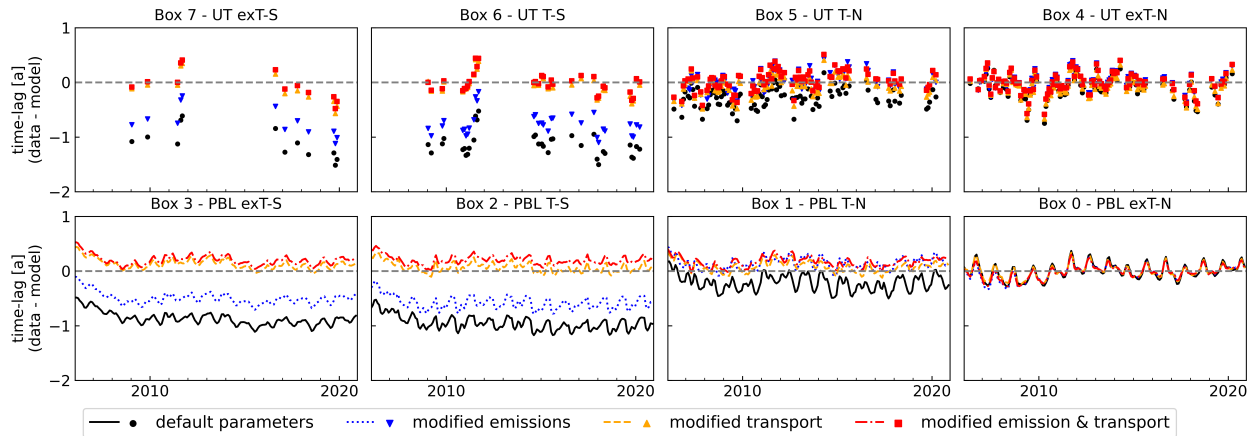 Box 7 - UT exT-S
Box 6 - UT T-S
Box 5 - UT T-N
Box 4 - UT exT-N
time-lag [a]
(data - model)
1
0
−1
−2
Box 3 - PBL exT-S
Box 2 - PBL T-S
Box 1 - PBL T-N
Box 0 - PBL exT-N
time-lag [a]
(data - model)
1
0
−1
−2
2010
2020
2010
2020
2010
2020
2010
2020
default parameters
modified emissions
modified transport
modified emission & transport